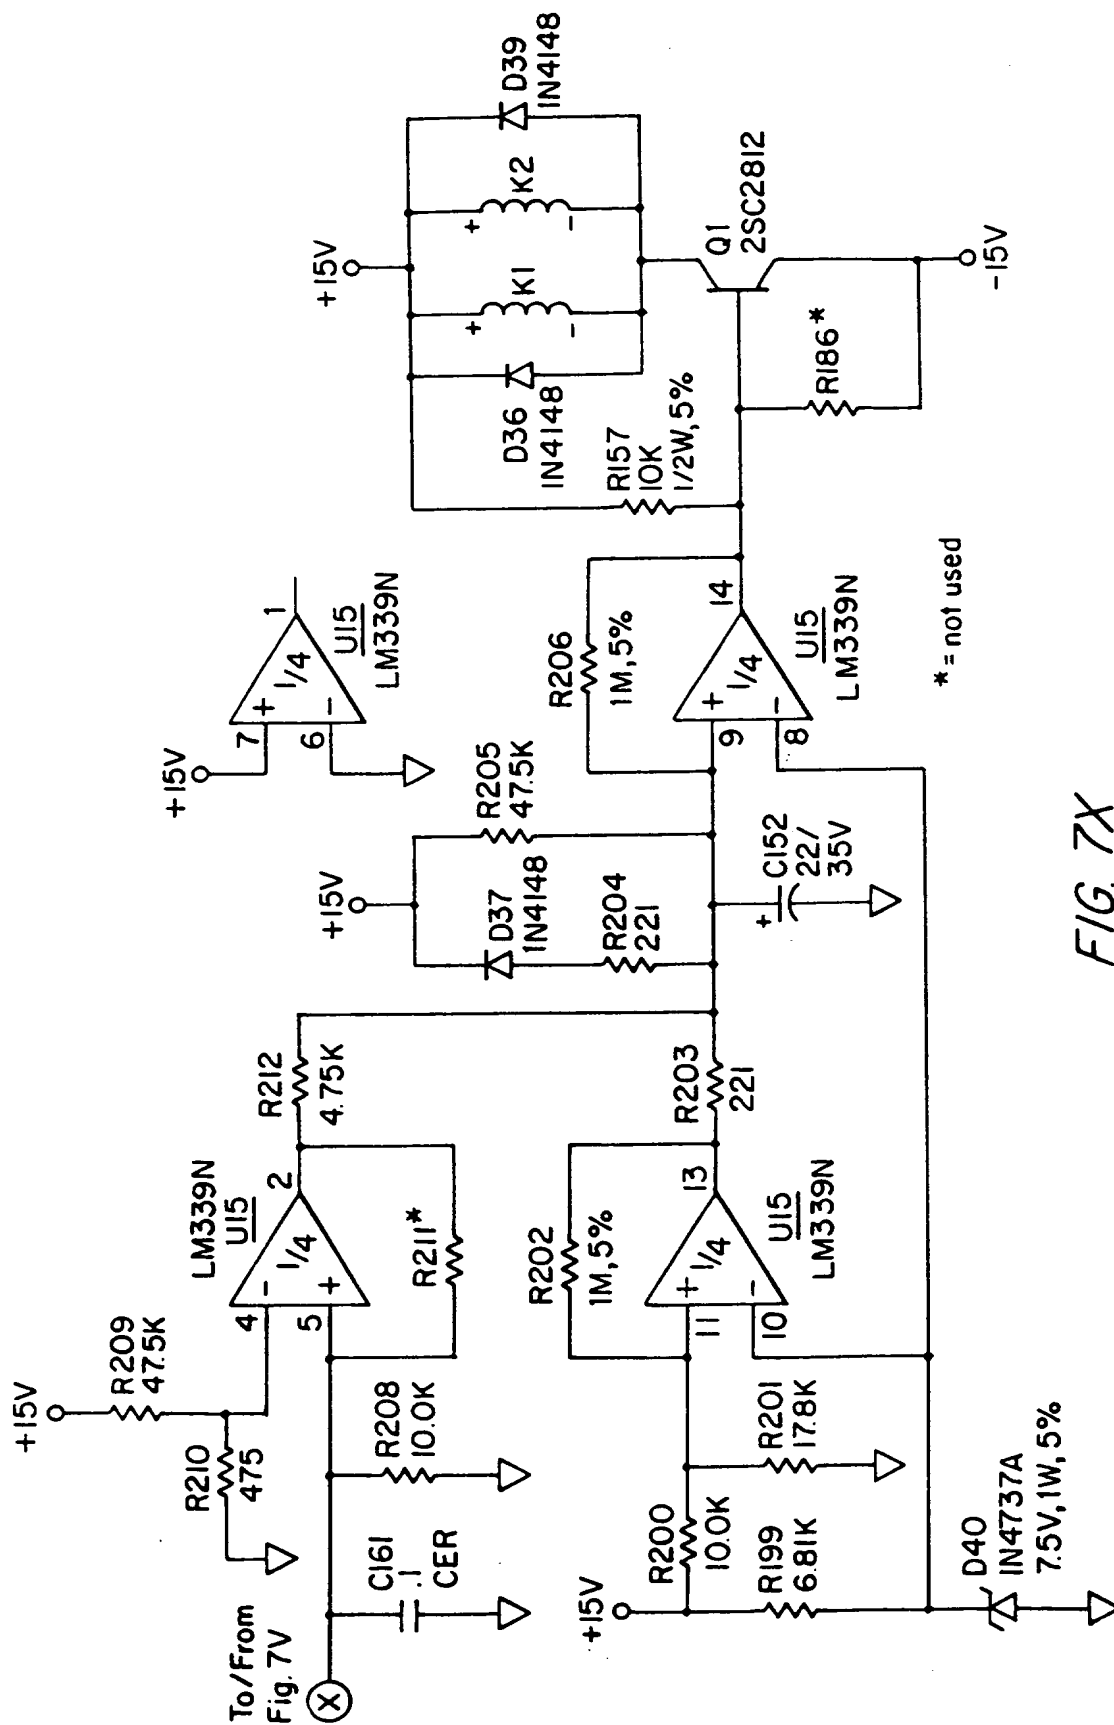 To/From
Fig. 7V
X
C161
.1
CER
R208
10.0K
R210
475
+15V
R209
47.5K
4
5
-
+
1/4
LM339N
U15
2
R211*
R212
4.75K
+15V
R199
6.81K
R200
10.0K
R201
17.8K
D40
1N4737A
7.5V, 1W, 5%
R202
1M, 5%
11
10
+
-
1/4
13
U15
LM339N
R203
221
+15V
D37
1N4148
R204
221
R205
47.5K
+
C152
22/
35V
+15V
7
6
+
-
1/4
1
U15
LM339N
R206
1M, 5%
9
8
+
-
1/4
14
U15
LM339N
R157
10K
1/2W, 5%
+15V
D36
1N4148
+
K1
-
+
K2
-
D39
1N4148
Q1
2SC2812
R186*
-15V
*= not used
FIG. 7X